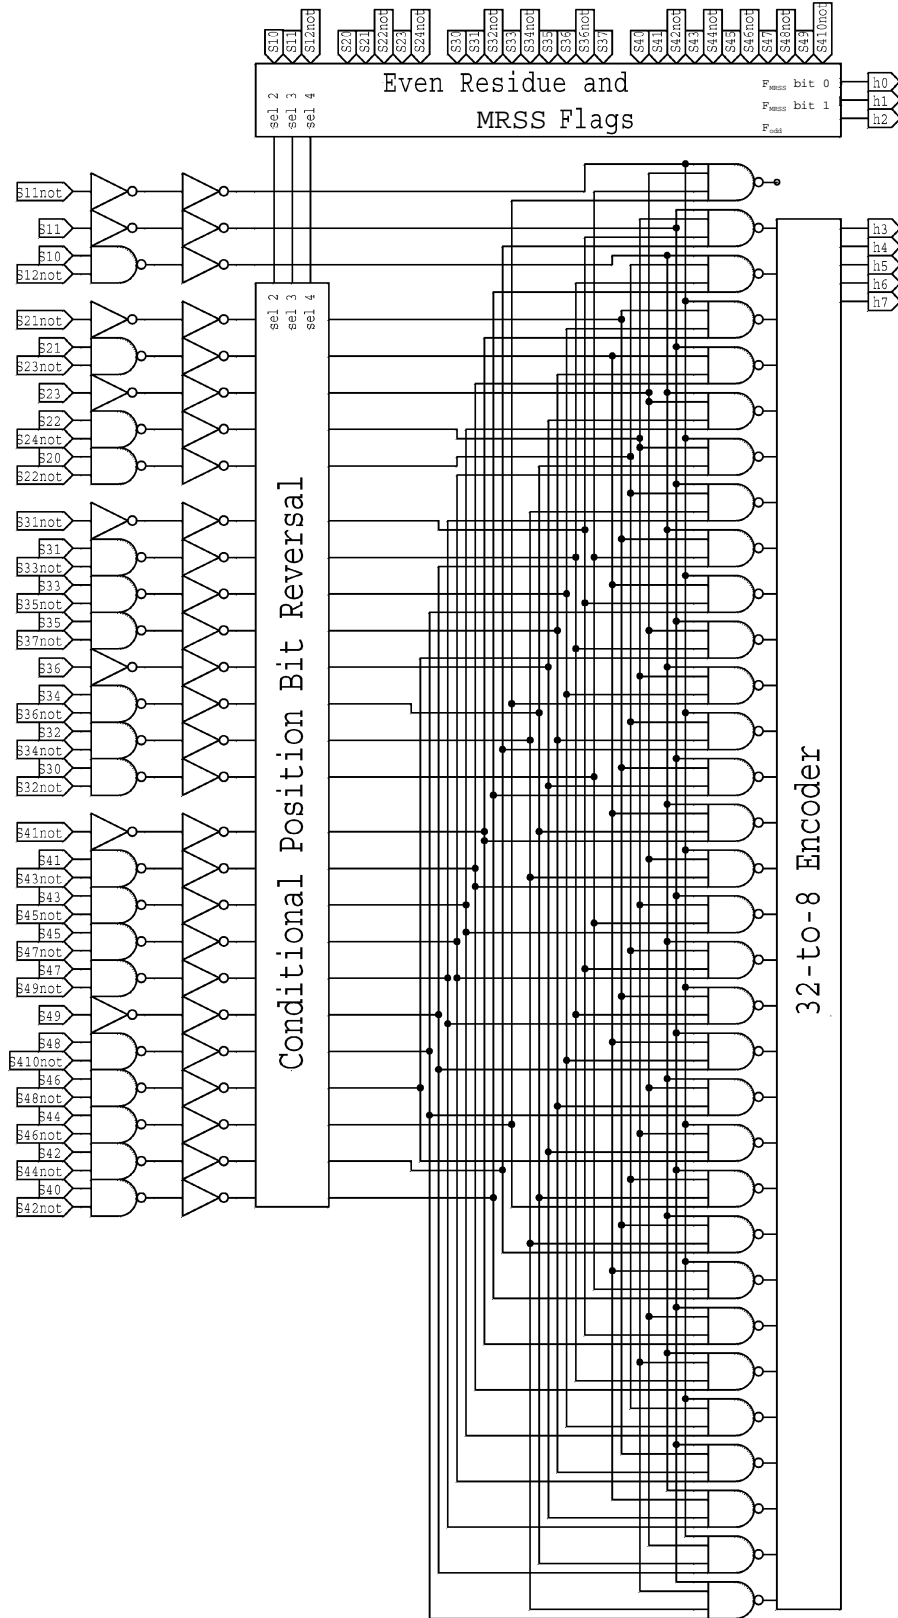 S10
S11
S12not
S20
S21
S22not
S23
S24not
S30
S31
S32not
S33
S34not
S35
S36
S36not
S37
S40
S41
S42not
S43
S44not
S45
S46not
S47
S48not
S49
S410not
Even Residue and
MRSS Flags
sel 2
sel 3
sel 4
FMRSS bit 0
FMRSS bit 1
Fodd
h0
h1
h2
S11not
S11
S10
S12not
h3
h4
h5
h6
h7
sel 2
sel 3
sel 4
S21not
S21
S23not
S23
S22
S24not
S20
S22not
S31not
S31
S33not
S33
S35not
S35
S37not
S36
S34
S36not
S32
S34not
S30
S32not
S41not
S41
S43not
S43
S45not
S45
S47not
S47
S49not
S49
S48
S410not
S46
S48not
S44
S46not
S42
S44not
S40
S42not
Conditional Position Bit Reversal
32-to-8 Encoder